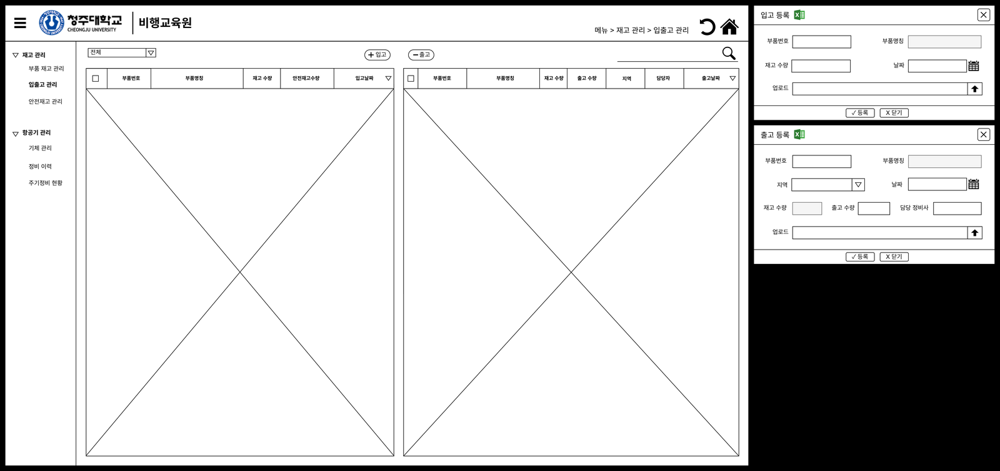 청주대학교
CHEONGJU UNIVERSITY
비행교육원
메뉴 > 재고 관리 > 입출고 관리
재고 관리
부품 재고 관리
입출고 관리
안전재고 관리
항공기 관리
기체 관리
정비 이력
주기정비 현황
전체
+ 입고
- 출고
부품번호 부품명칭 재고 수량 안전재고수량 입고날짜
부품번호 부품명칭 재고 수량 출고 수량 지역 담당자 출고날짜
입고 등록
부품번호 부품명칭
재고 수량 날짜
업로드
✓ 등록 X 닫기
출고 등록
부품번호 부품명칭
지역 날짜
재고 수량 출고 수량 담당 정비사
업로드
✓ 등록 X 닫기